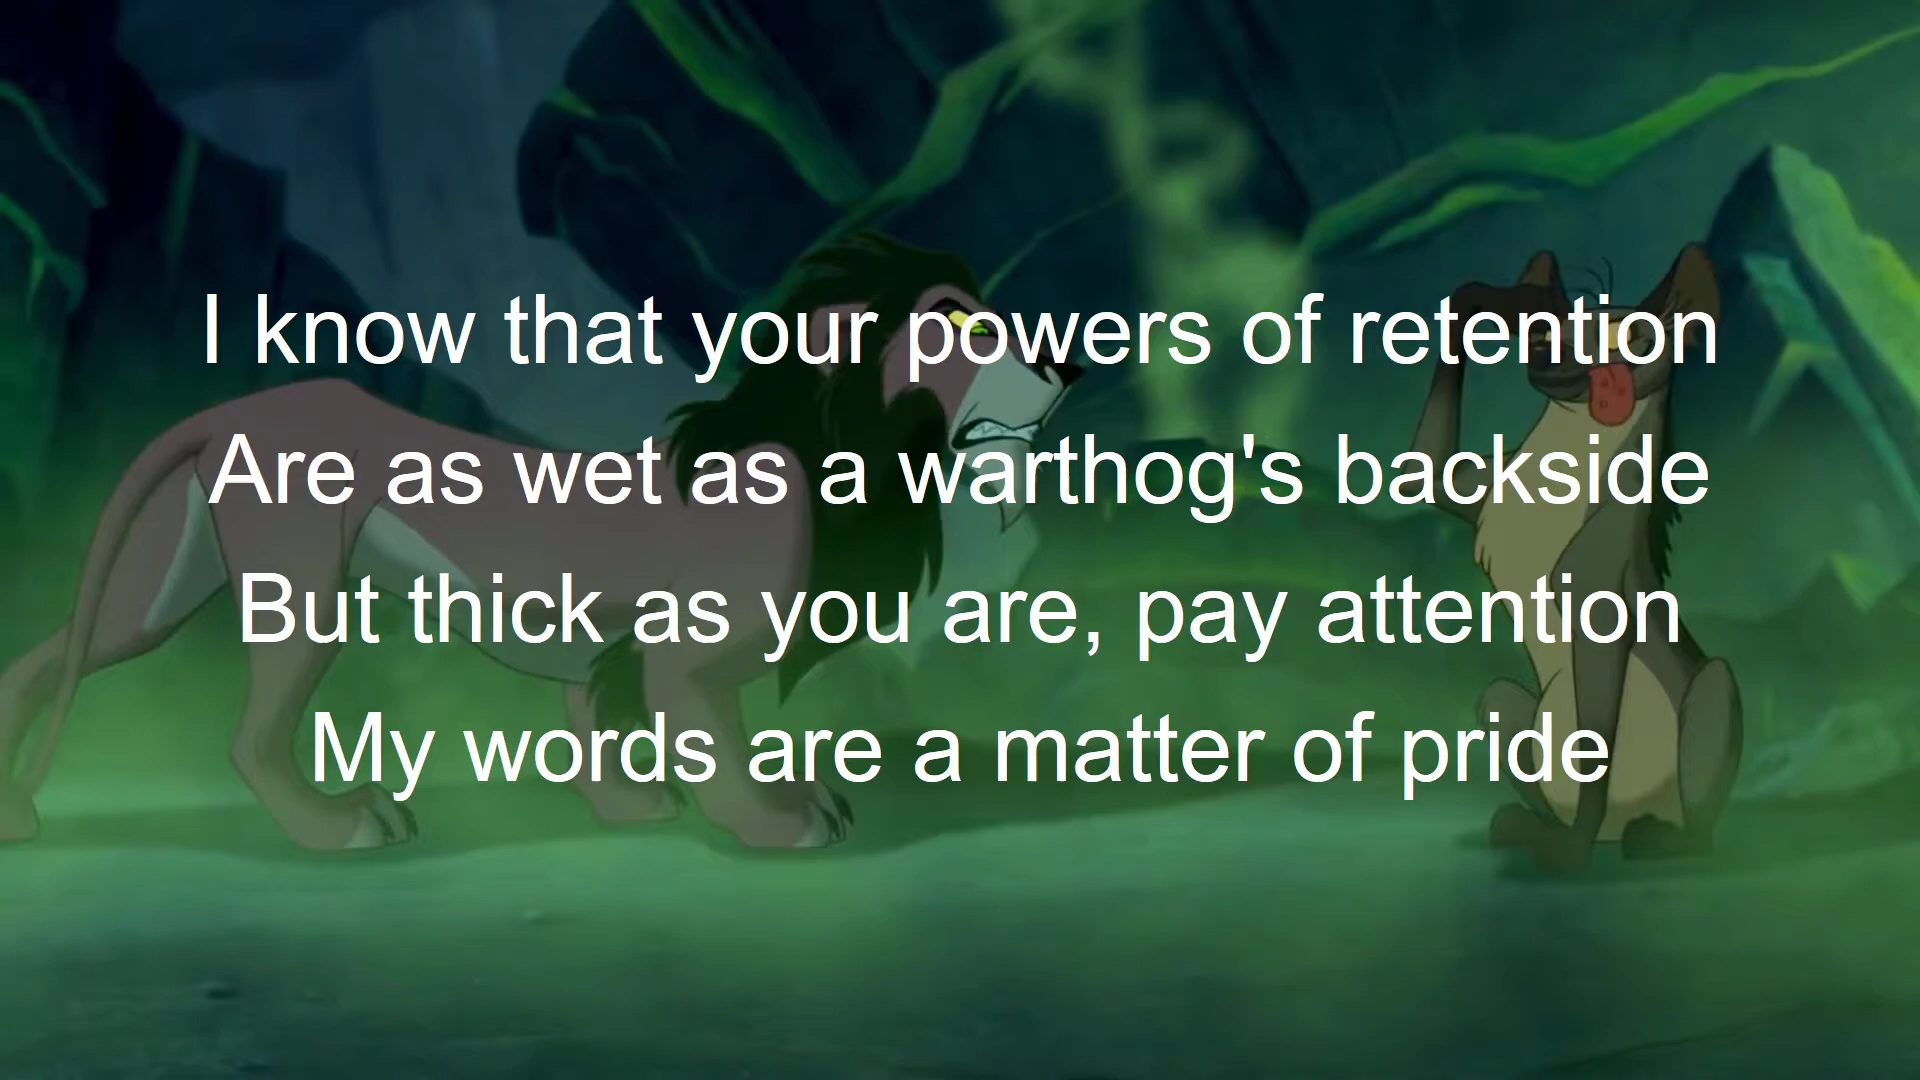 I know that your powers of retention
Are as wet as a warthog's backside
But thick as you are, pay attention
My words are a matter of pride